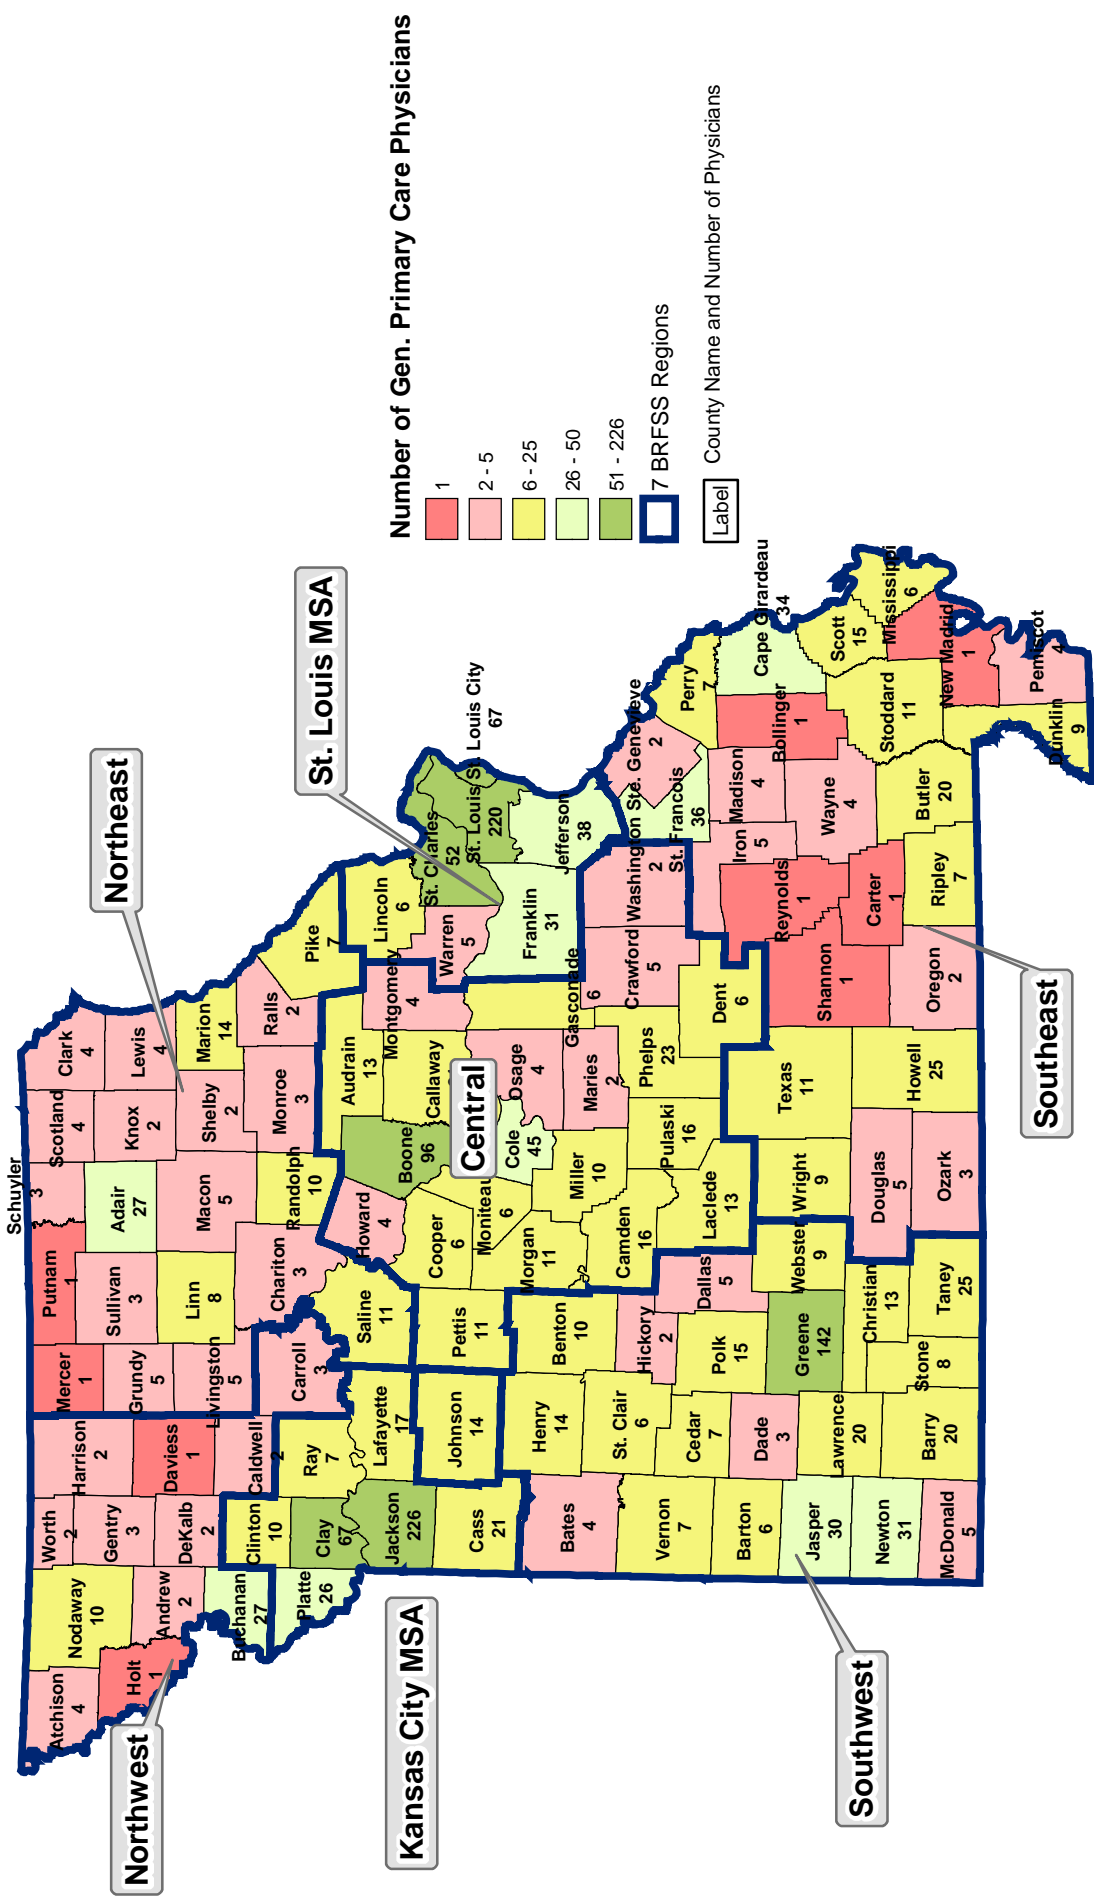 Number of Gen. Primary Care Physicians
1
2 - 5
6 - 25
26 - 50
51 - 226
7 BRFSS Regions
Label
County Name and Number of Physicians
Northwest
Northeast
Kansas City MSA
St. Louis MSA
Central
Southwest
Southeast
Atchison
4
Nodaway
10
Worth
2
Harrison
2
Mercer
1
Putnam
1
Schuyler
3
Scotland
4
Clark
4
Holt
1
Andrew
2
Gentry
3
Daviess
1
Grundy
5
Sullivan
3
Adair
27
Knox
2
Lewis
4
DeKalb
2
Buchanan
27
Clinton
10
Caldwell
2
Livingston
5
Linn
8
Macon
5
Shelby
2
Marion
14
Platte
26
Clay
67
Ray
7
Carroll
3
Chariton
3
Randolph
10
Monroe
3
Ralls
2
Pike
7
Jackson
226
Lafayette
17
Saline
11
Howard
4
Boone
96
Audrain
13
Montgomery
4
Lincoln
6
Callaway
Warren
5
St. Charles
52
St. Louis
220
St. Louis City
67
Cass
21
Johnson
14
Pettis
11
Cooper
6
Moniteau
6
Cole
45
Osage
4
Gasconade
6
Franklin
31
Jefferson
38
Bates
4
Henry
14
Benton
10
Morgan
11
Miller
10
Maries
2
Crawford
5
Washington
2
Ste. Genevieve
2
St. Francois
36
Perry
7
Vernon
7
St. Clair
6
Hickory
2
Camden
16
Pulaski
16
Phelps
23
Dent
6
Iron
5
Madison
4
Bollinger
1
Cape Girardeau
34
Barton
6
Cedar
7
Polk
15
Dallas
5
Laclede
13
Texas
11
Reynolds
1
Wayne
4
Scott
15
Mississippi
6
Jasper
30
Dade
3
Greene
142
Webster
9
Wright
9
Shannon
1
Carter
1
Butler
20
Stoddard
11
New Madrid
1
Newton
31
Lawrence
20
Christian
13
Douglas
5
Howell
25
Oregon
2
Ripley
7
McDonald
5
Barry
20
Stone
8
Taney
25
Ozark
3
Dunklin
9
Pemiscot
4